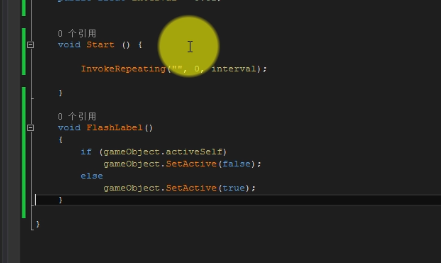 0 个引用
void Start () {
InvokeRepeating("", 0, interval);
}
0 个引用
void FlashLabel()
{
if (gameObject.activeSelf)
gameObject.SetActive(false);
else
gameObject.SetActive(true);
}
}